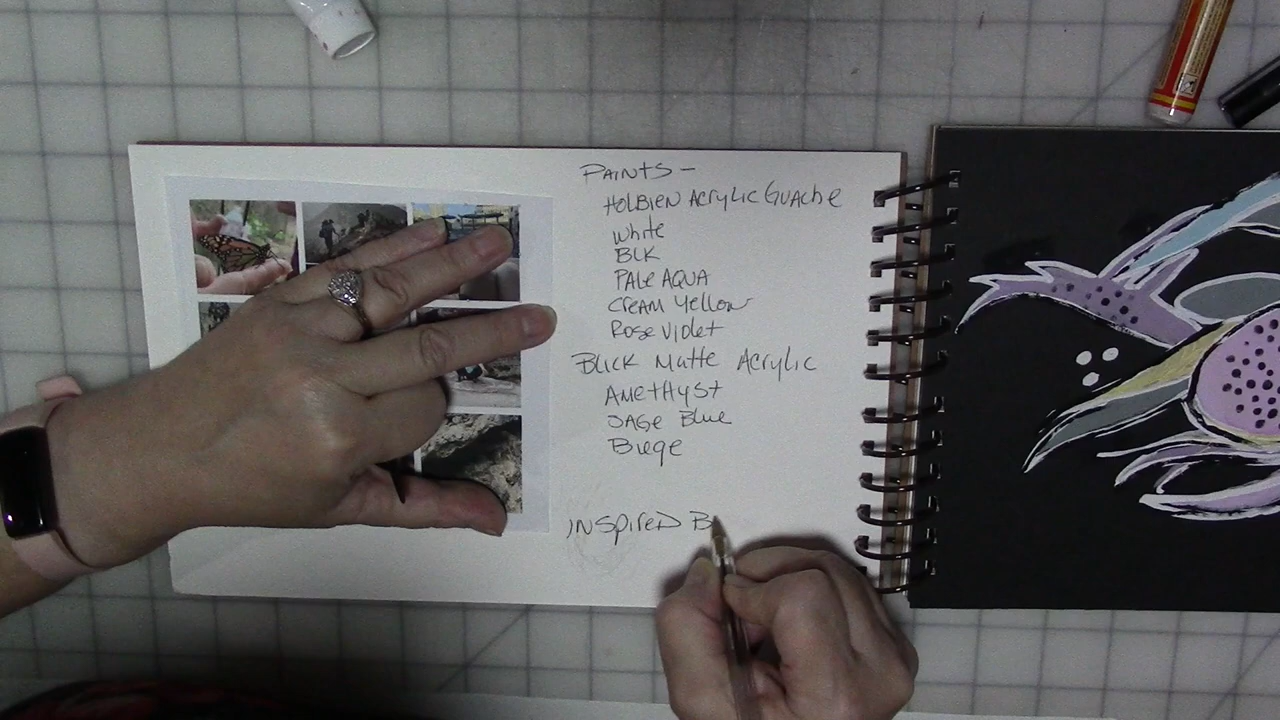 PAINTS -
HOLBIEN ACRYLIC GUACHE
White
BLK
PALE AQUA
CREAM YELLOW
ROSE VIOLET
BLICK MATTE ACRYLIC
AMETHYST
SAGE BLUE
BIEGE
INSPIRED B